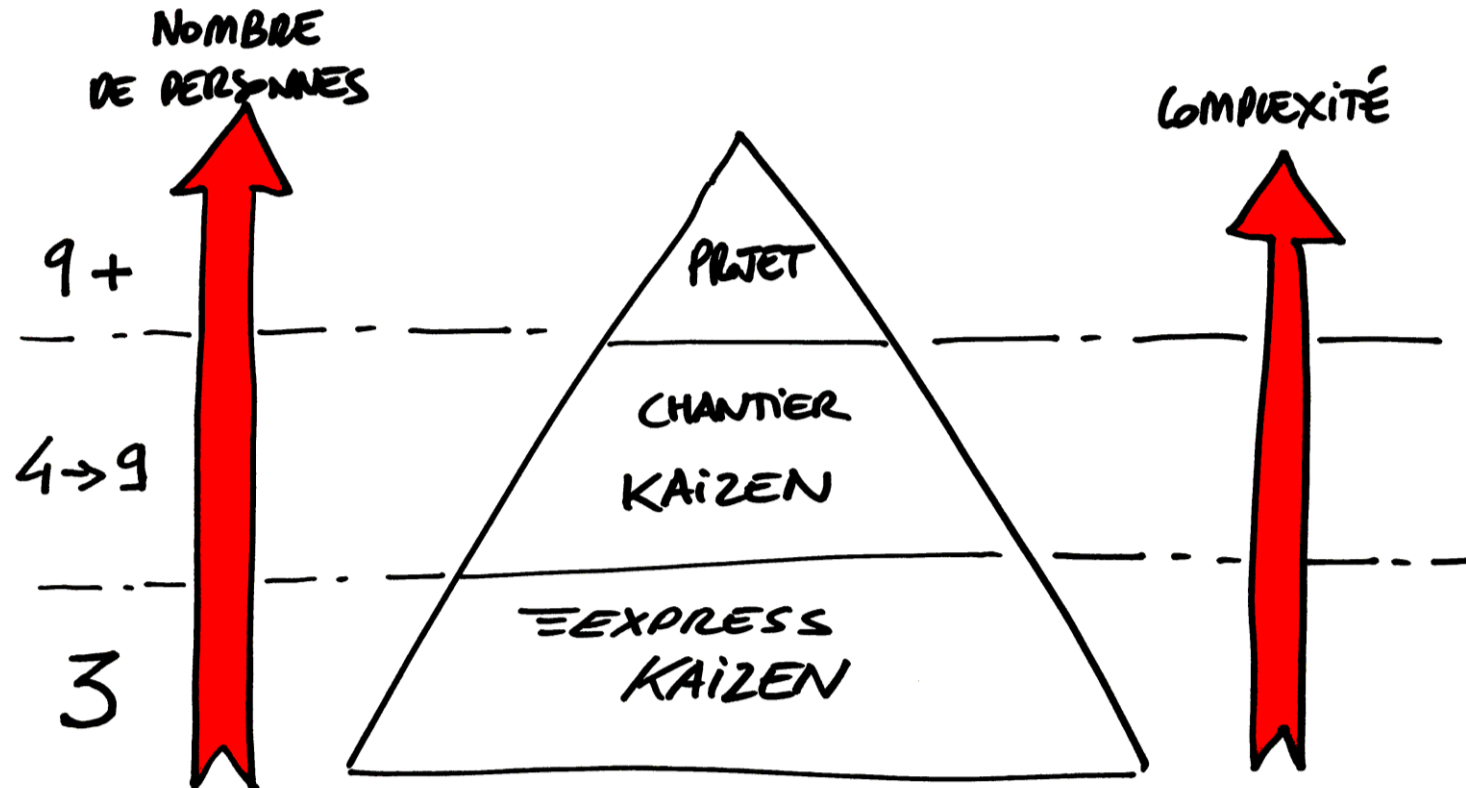 NOMBRE
DE PERSONNES
COMPLEXITÉ
9 +
PROJET
4→9
CHANTIER
KAiZEN
3
EXPRESS
KAiZEN